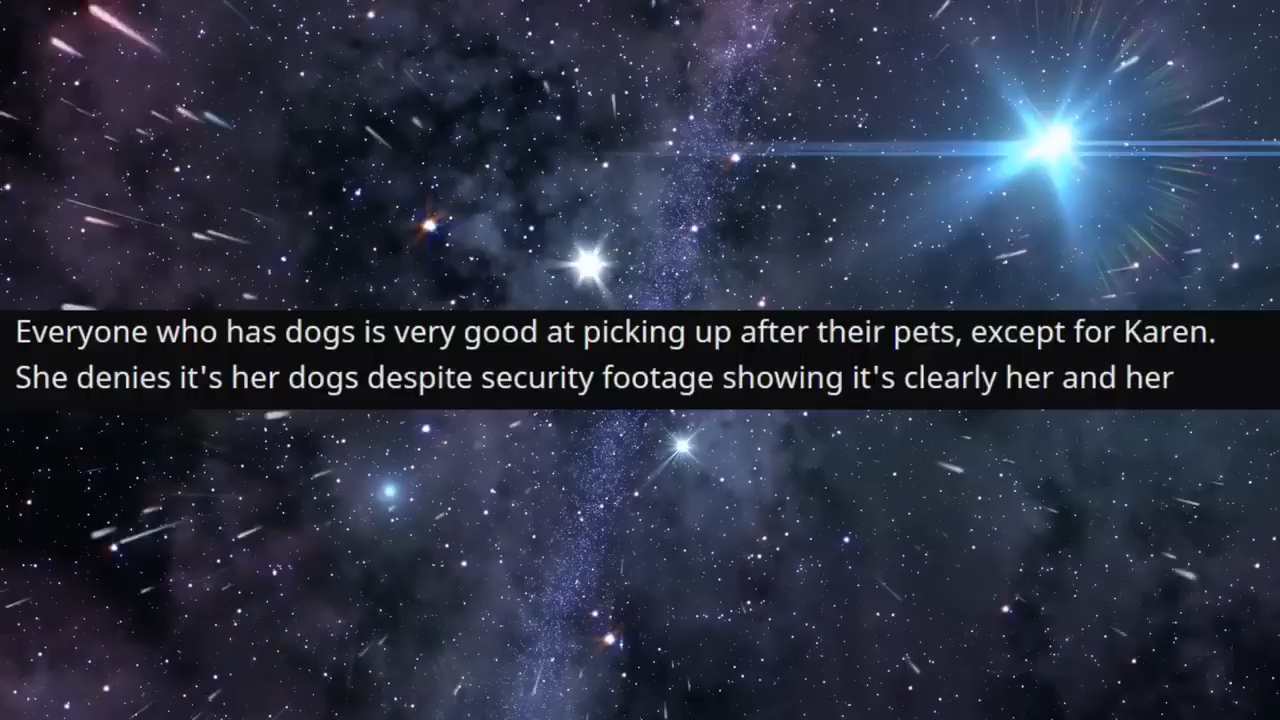 Everyone who has dogs is very good at picking up after their pets, except for Karen.
She denies it's her dogs despite security footage showing it's clearly her and her